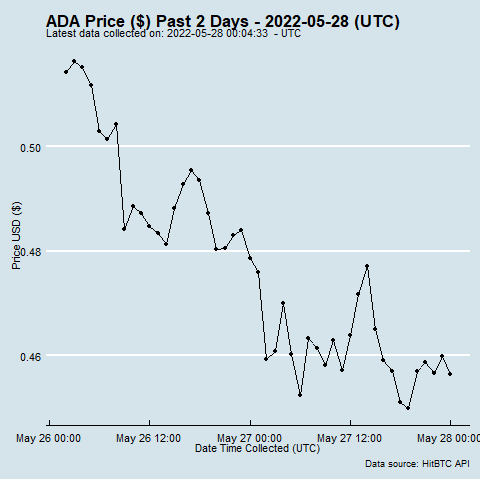 ADA Price ($) Past 2 Days - 2022-05-28 (UTC)
Latest data collected on: 2022-05-28 00:04:33 - UTC
Price USD ($)
0.50
0.48
0.46
May 26 00:00 May 26 12:00 May 27 00:00 May 27 12:00 May 28 00:00
Date Time Collected (UTC)
Data source: HitBTC API